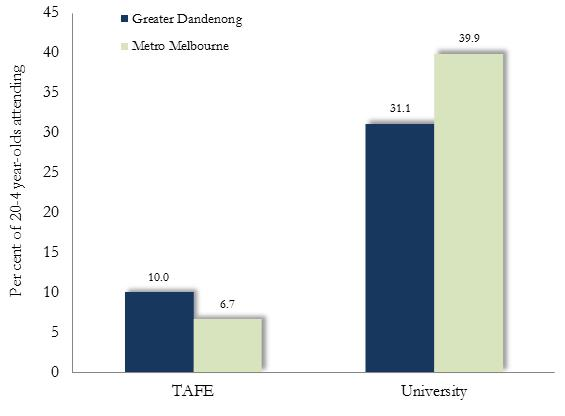 45
Greater Dandenong
Metro Melbourne
40
35
30
25
20
15
10
5
0
Per cent of 20-4 year-olds attending
10.0
6.7
31.1
39.9
TAFE
University